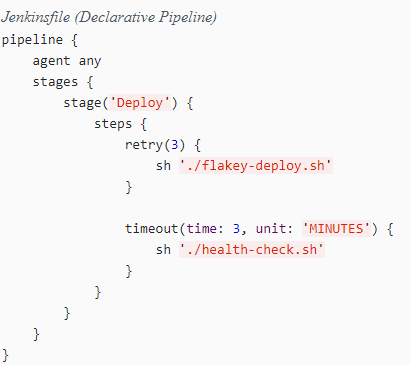 Jenkinsfile (Declarative Pipeline)
pipeline {
    agent any
    stages {
        stage('Deploy') {
            steps {
                retry(3) {
                    sh './flakey-deploy.sh'
                }

                timeout(time: 3, unit: 'MINUTES') {
                    sh './health-check.sh'
                }
            }
        }
    }
}